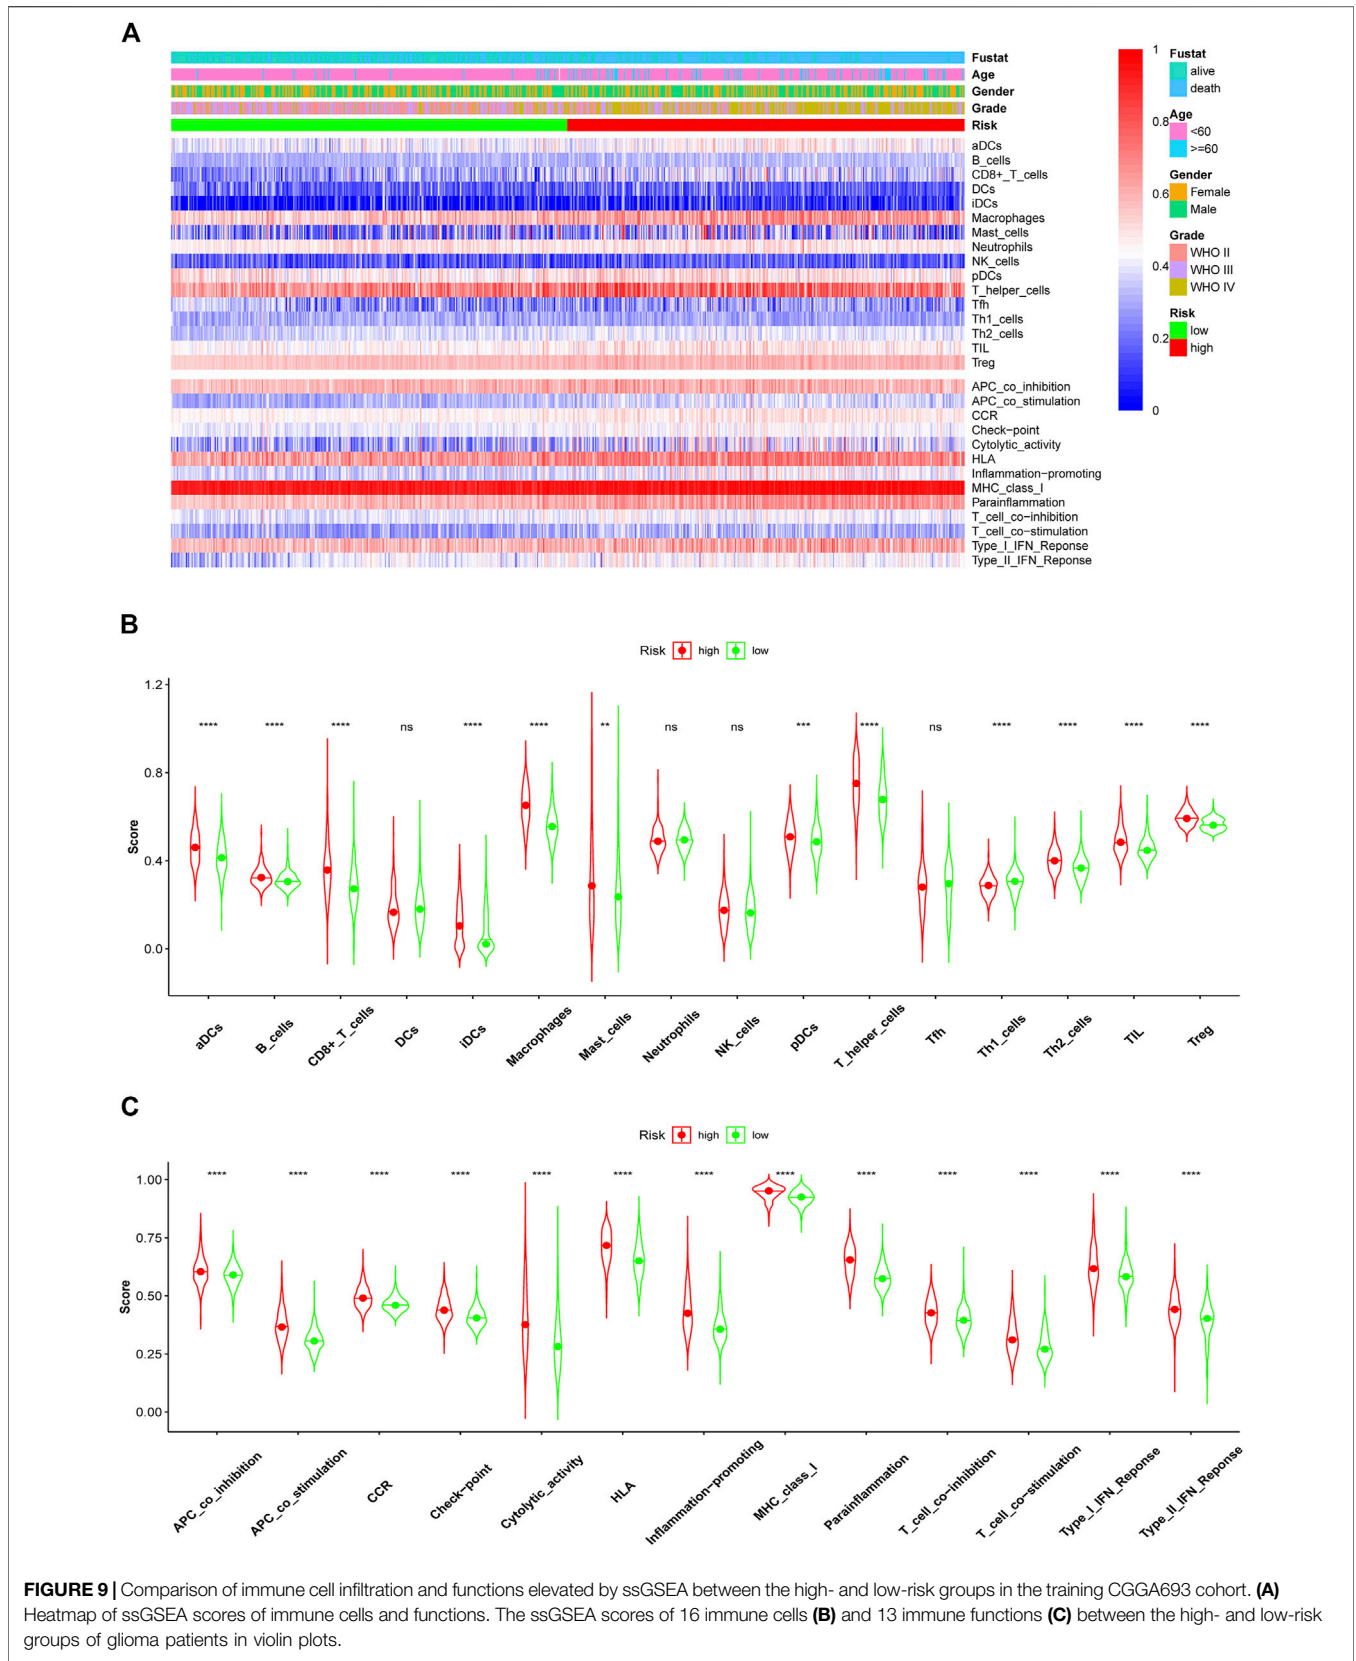 A
Fustat
Age
Gender
Grade
Risk
aDCs
B_cells
CD8+_T_cells
DCs
iDCs
Macrophages
Mast_cells
Neutrophils
NK_cells
pDCs
T_helper_cells
Tfh
Th1_cells
Th2_cells
TIL
Treg
APC_co_inhibition
APC_co_stimulation
CCR
Check−point
Cytolytic_activity
HLA
Inflammation−promoting
MHC_class_I
Parainflammation
T_cell_co−inhibition
T_cell_co−stimulation
Type_I_IFN_Reponse
Type_II_IFN_Reponse
1
0.8
0.6
0.4
0.2
0
Fustat
alive
death
Age
<60
>=60
Gender
Female
Male
Grade
WHO II
WHO III
WHO IV
Risk
low
high
B
Risk high low
Score
1.2
0.8
0.4
0.0
**** **** **** ns **** **** ** ns ns *** **** ns **** **** **** ****
aDCs B_cells CD8+_T_cells DCs iDCs Macrophages Mast_cells Neutrophils NK_cells pDCs T_helper_cells Tfh Th1_cells Th2_cells TIL Treg
C
Risk high low
Score
1.00
0.75
0.50
0.25
0.00
**** **** **** **** **** **** **** **** **** **** **** **** ****
APC_co_inhibition APC_co_stimulation CCR Check−point Cytolytic_activity HLA Inflammation−promoting MHC_class_I Parainflammation T_cell_co−inhibition T_cell_co−stimulation Type_I_IFN_Reponse Type_II_IFN_Reponse
FIGURE 9 | Comparison of immune cell infiltration and functions elevated by ssGSEA between the high- and low-risk groups in the training CGGA693 cohort. (A)
Heatmap of ssGSEA scores of immune cells and functions. The ssGSEA scores of 16 immune cells (B) and 13 immune functions (C) between the high- and low-risk
groups of glioma patients in violin plots.